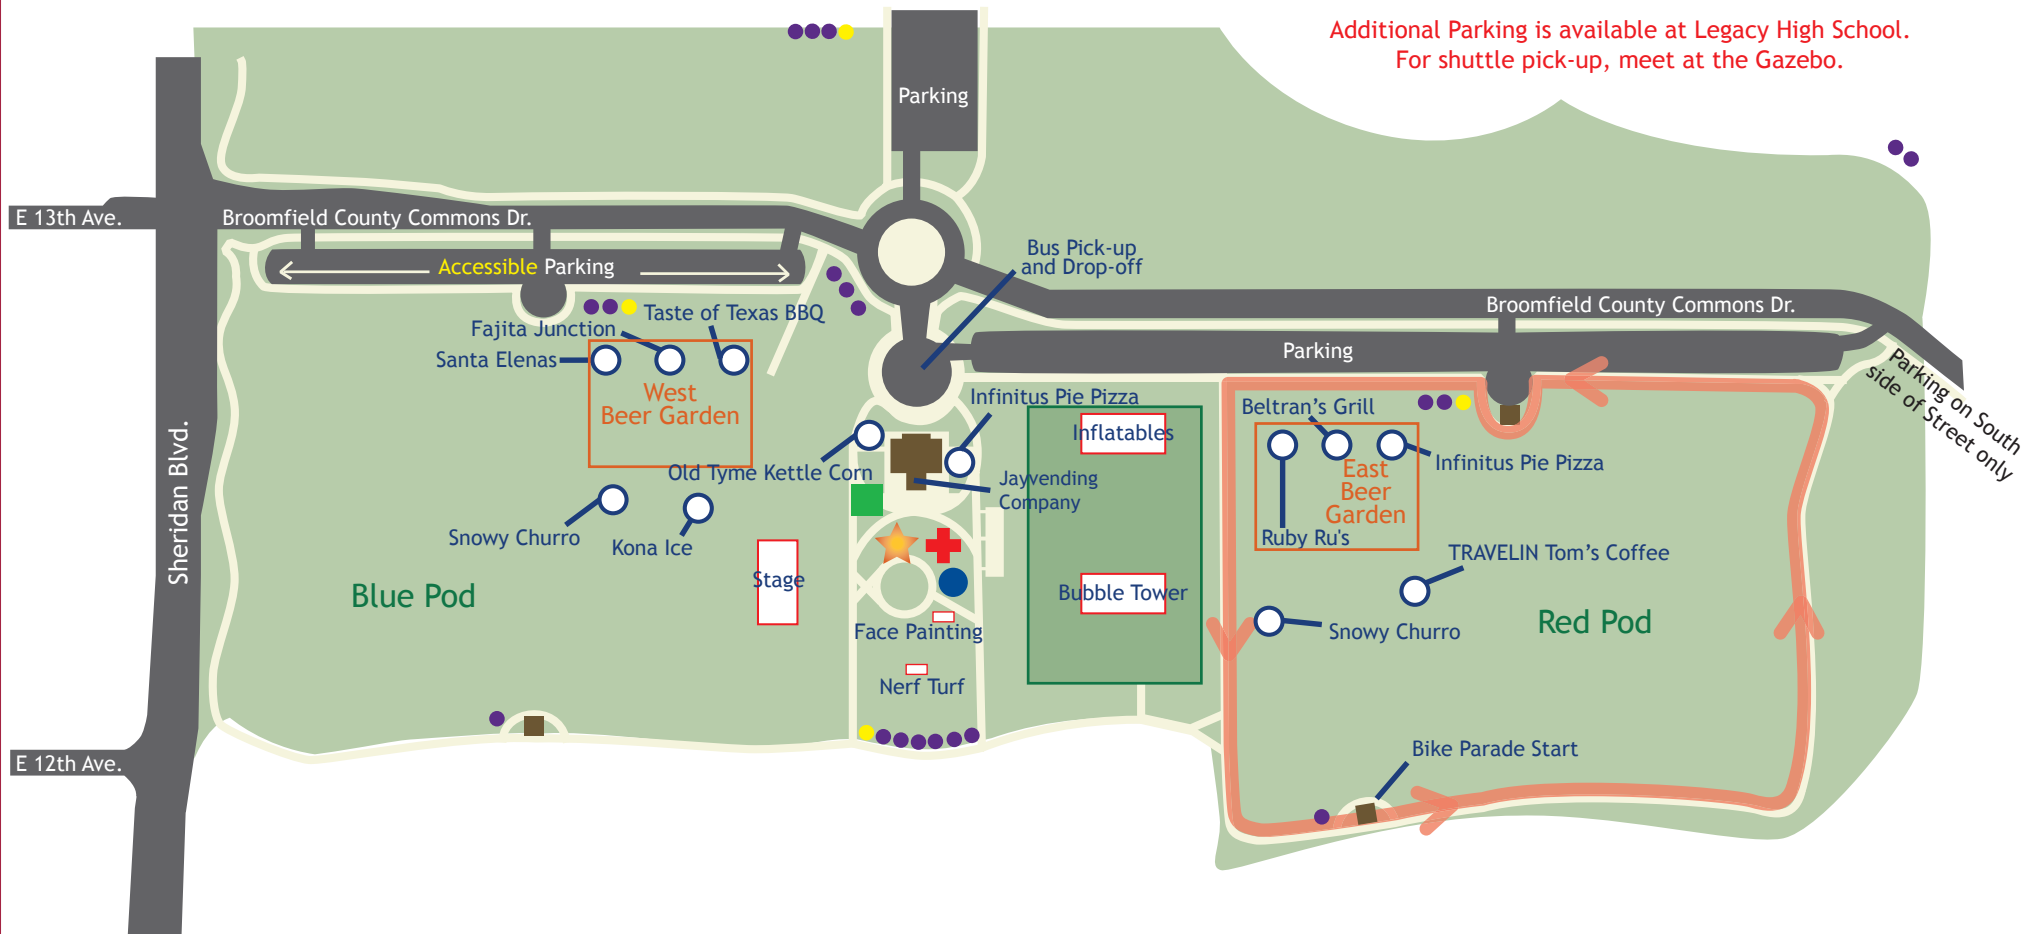 Additional Parking is available at Legacy High School.
For shuttle pick-up, meet at the Gazebo.
Parking
E 13th Ave.
Broomfield County Commons Dr.
Bus Pick-up
and Drop-off
Accessible Parking
Broomfield County Commons Dr.
Taste of Texas BBQ
Fajita Junction
Santa Elenas
Parking
Parking on South
side of Street only
West
Beer Garden
Infinitus Pie Pizza
Beltran's Grill
Inflatables
Old Tyme Kettle Corn
Jayvending
Company
Infinitus Pie Pizza
East
Beer
Garden
Ruby Ru's
Snowy Churro
Kona Ice
Sheridan Blvd.
Stage
TRAVELIN Tom's Coffee
Blue Pod
Bubble Tower
Face Painting
Snowy Churro
Red Pod
Nerf Turf
Bike Parade Start
E 12th Ave.